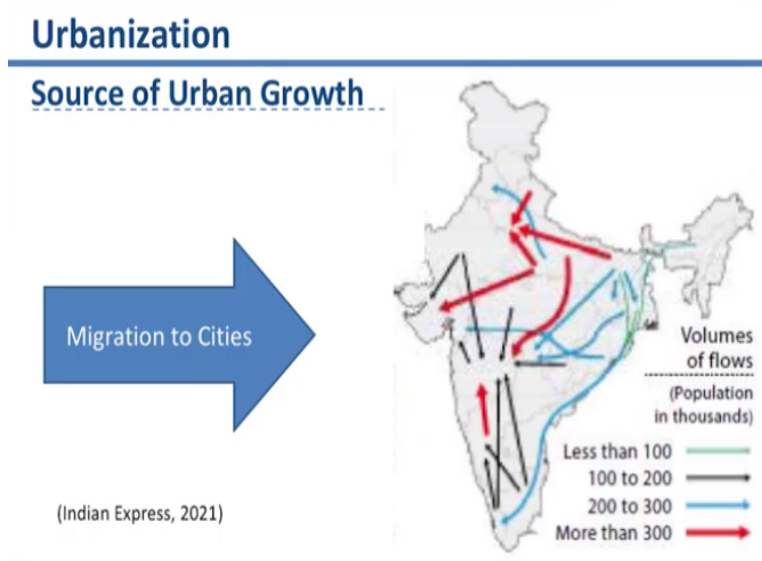 Urbanization
Source of Urban Growth
Migration to Cities
(Indian Express, 2021)
Volumes
of flows
(Population
in thousands)
Less than 100
100 to 200
200 to 300
More than 300